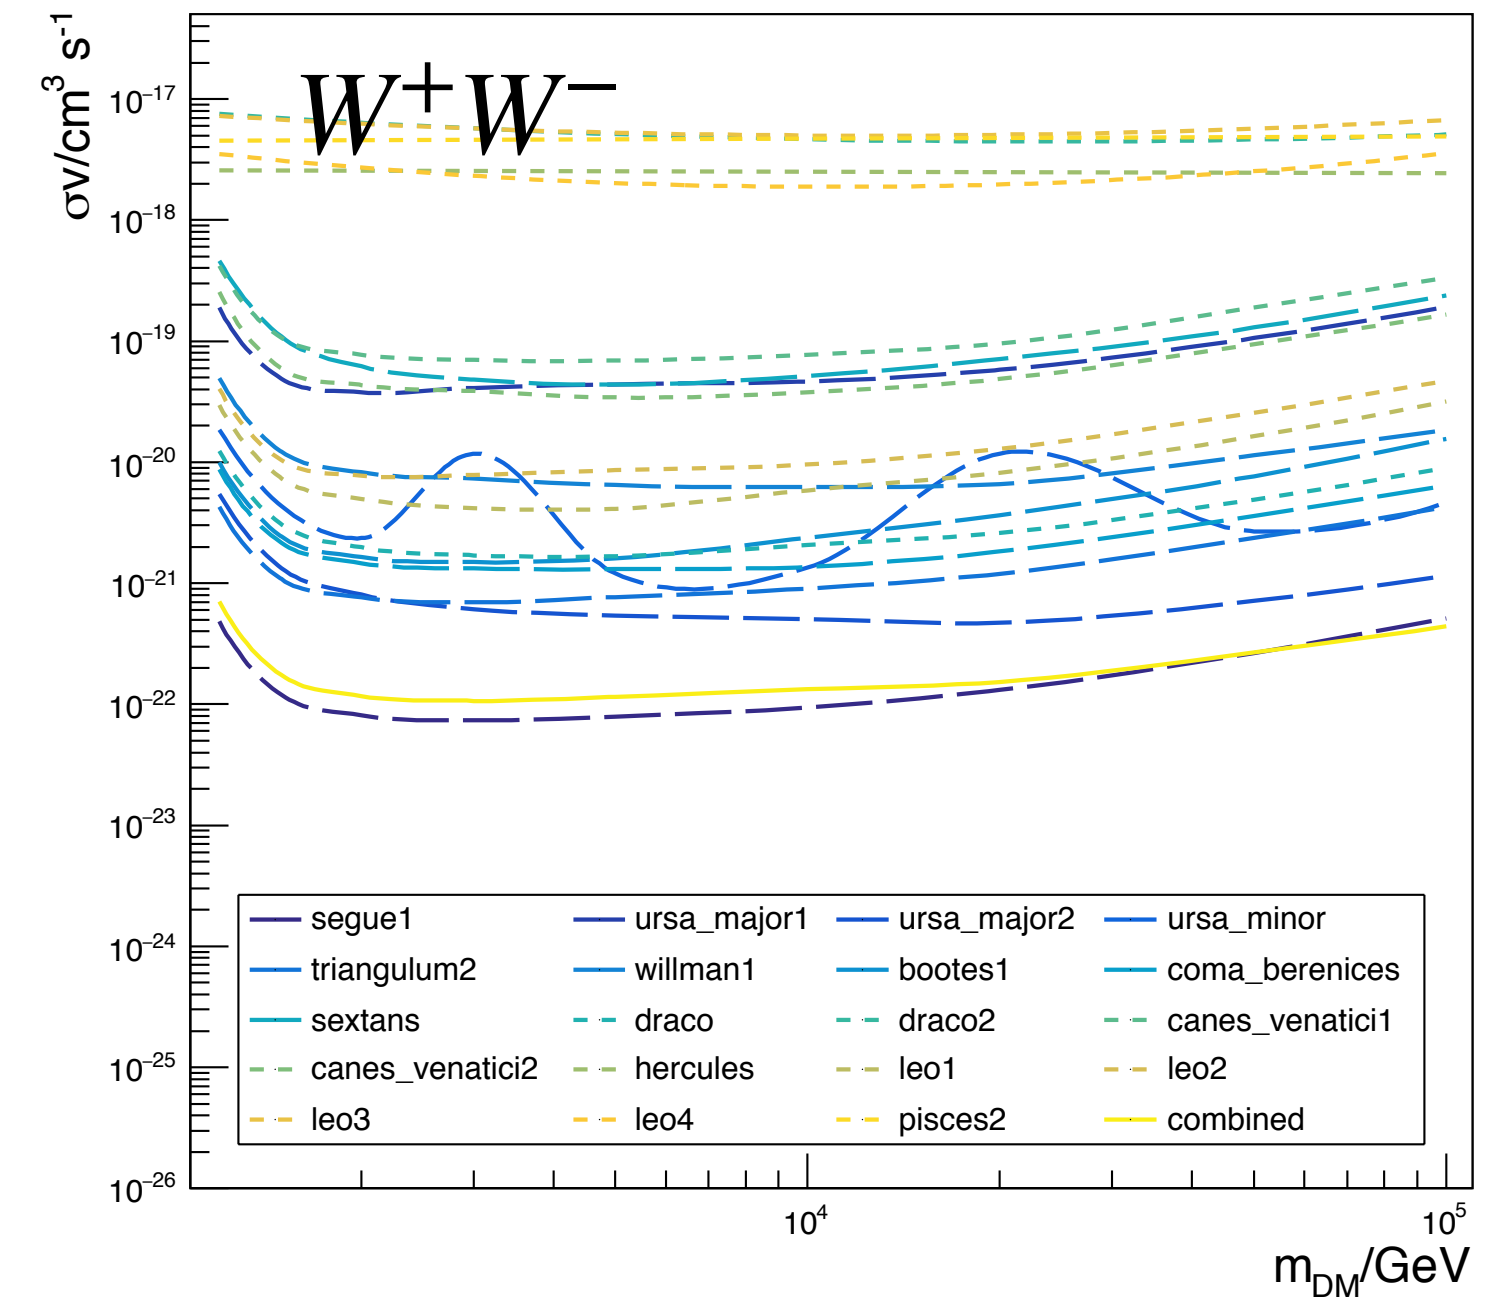 σv/cm³ s⁻¹
W⁺W⁻
10⁻¹⁷
10⁻¹⁸
10⁻¹⁹
10⁻²⁰
10⁻²¹
10⁻²²
10⁻²³
10⁻²⁴
10⁻²⁵
10⁻²⁶
segue1 ursa_major1 ursa_major2 ursa_minor
triangulum2 willman1 bootes1 coma_berenices
sextans draco draco2 canes_venatici1
canes_venatici2 hercules leo1 leo2
leo3 leo4 pisces2 combined
10⁴ 10⁵
m_DM/GeV